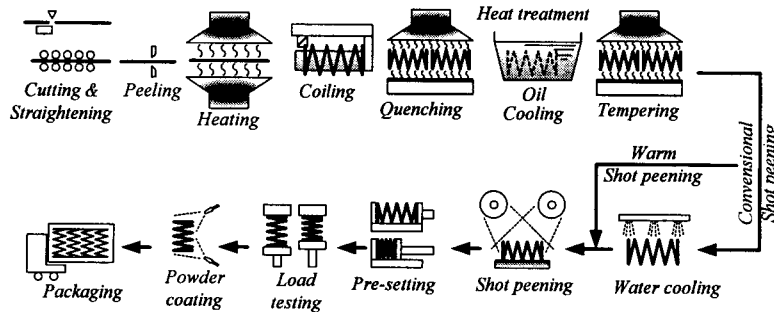 Heat treatment
Cutting &
Straightening
Peeling
Heating
Coiling
Quenching
Oil
Cooling
Tempering
Warm
Shot peening
Convensional
Shot peening
Packaging
Powder
coating
Load
testing
Pre-setting
Shot peening
Water cooling